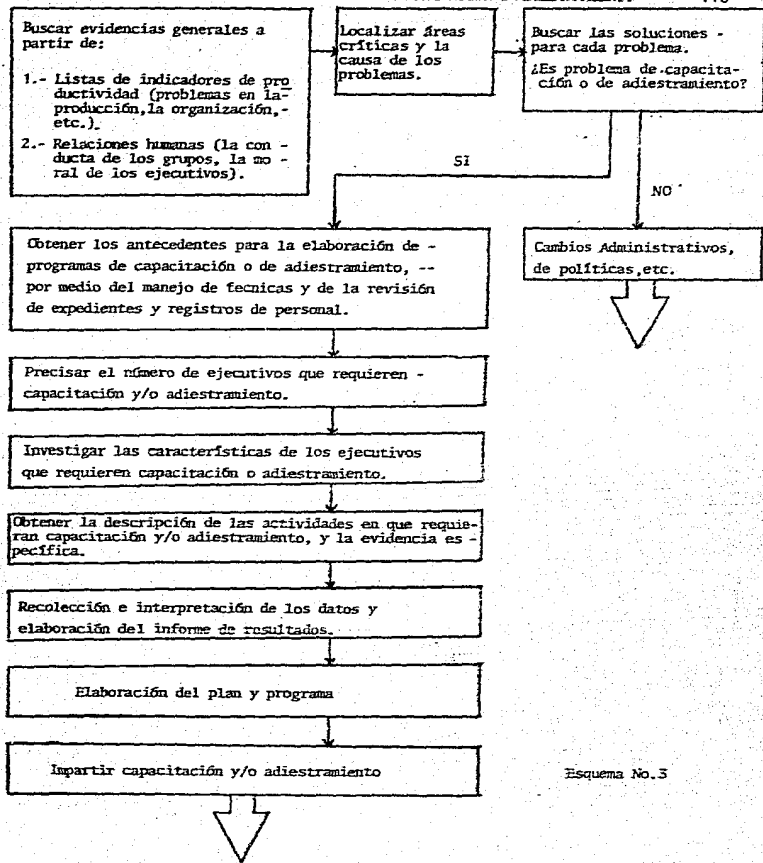 Buscar evidencias generales a
partir de:
1.- Listas de indicadores de pro
ductividad (problemas en la
producción, la organización,-
etc.).
2.- Relaciones humanas (la con -
ducta de los grupos, la mo -
ral de los ejecutivos).
Localizar áreas
críticas y la
causa de los
problemas.
Buscar las soluciones -
para cada problema.
¿Es problema de capacita-
ción o de adiestramiento?
SI
NO
Obtener los antecedentes para la elaboración de -
programas de capacitación o de adiestramiento, --
por medio del manejo de tecnicas y de la revisión
de expedientes y registros de personal.
Cambios Administrativos,
de políticas,etc.
Precisar el número de ejecutivos que requieren -
capacitación y/o adiestramiento.
Investigar las características de los ejecutivos
que requieren capacitación o adiestramiento.
Obtener la descripción de las actividades en que requie-
ran capacitación y/o adiestramiento, y la evidencia es -
pecífica.
Recolección e interpretación de los datos y
elaboración del informe de resultados.
Elaboración del plan y programa
Impartir capacitación y/o adiestramiento
Esquema No.3